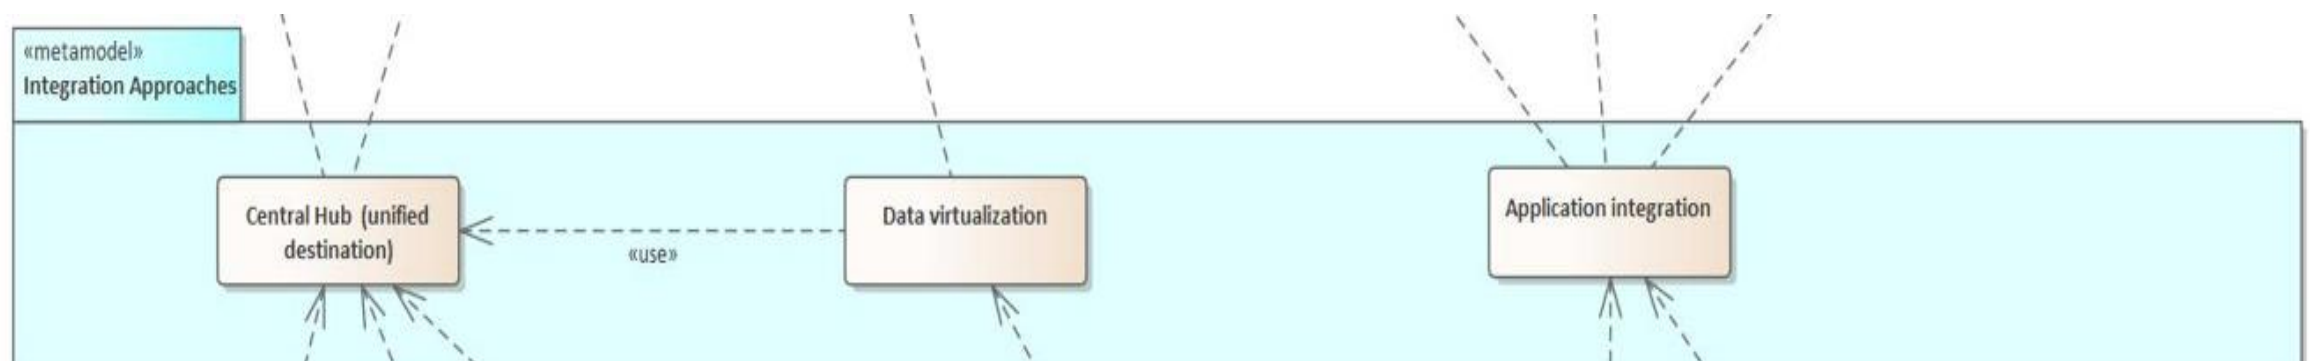 «metamodel»
Integration Approaches
Central Hub (unified
destination)
«use»
Data virtualization
Application integration